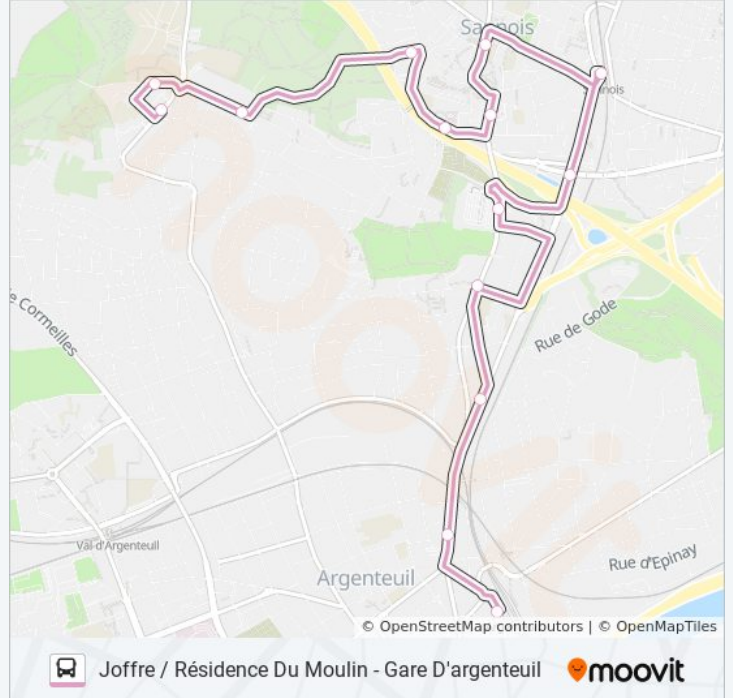 Sannois
nois
e Cormeilles
Rue de Gode
Val d'Argenteuil
Argenteuil
Rue d'Epinay
© OpenStreetMap contributors | © OpenMapTiles
Joffre / Résidence Du Moulin - Gare D'argenteuil
moovit